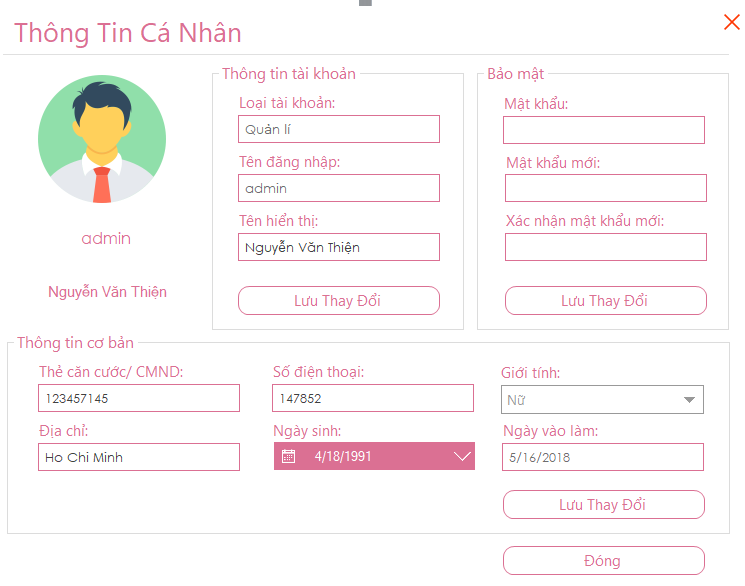 Thông Tin Cá Nhân
admin
Nguyễn Văn Thiện
Thông tin tài khoản
Loại tài khoản:
Quản lí
Tên đăng nhập:
admin
Tên hiển thị:
Nguyễn Văn Thiện
Lưu Thay Đổi
Bảo mật
Mật khẩu:
Mật khẩu mới:
Xác nhận mật khẩu mới:
Lưu Thay Đổi
Thông tin cơ bản
Thẻ căn cước/ CMND:
123457145
Số điện thoại:
147852
Giới tính:
Nữ
Địa chỉ:
Ho Chi Minh
Ngày sinh:
4/18/1991
Ngày vào làm:
5/16/2018
Lưu Thay Đổi
Đóng